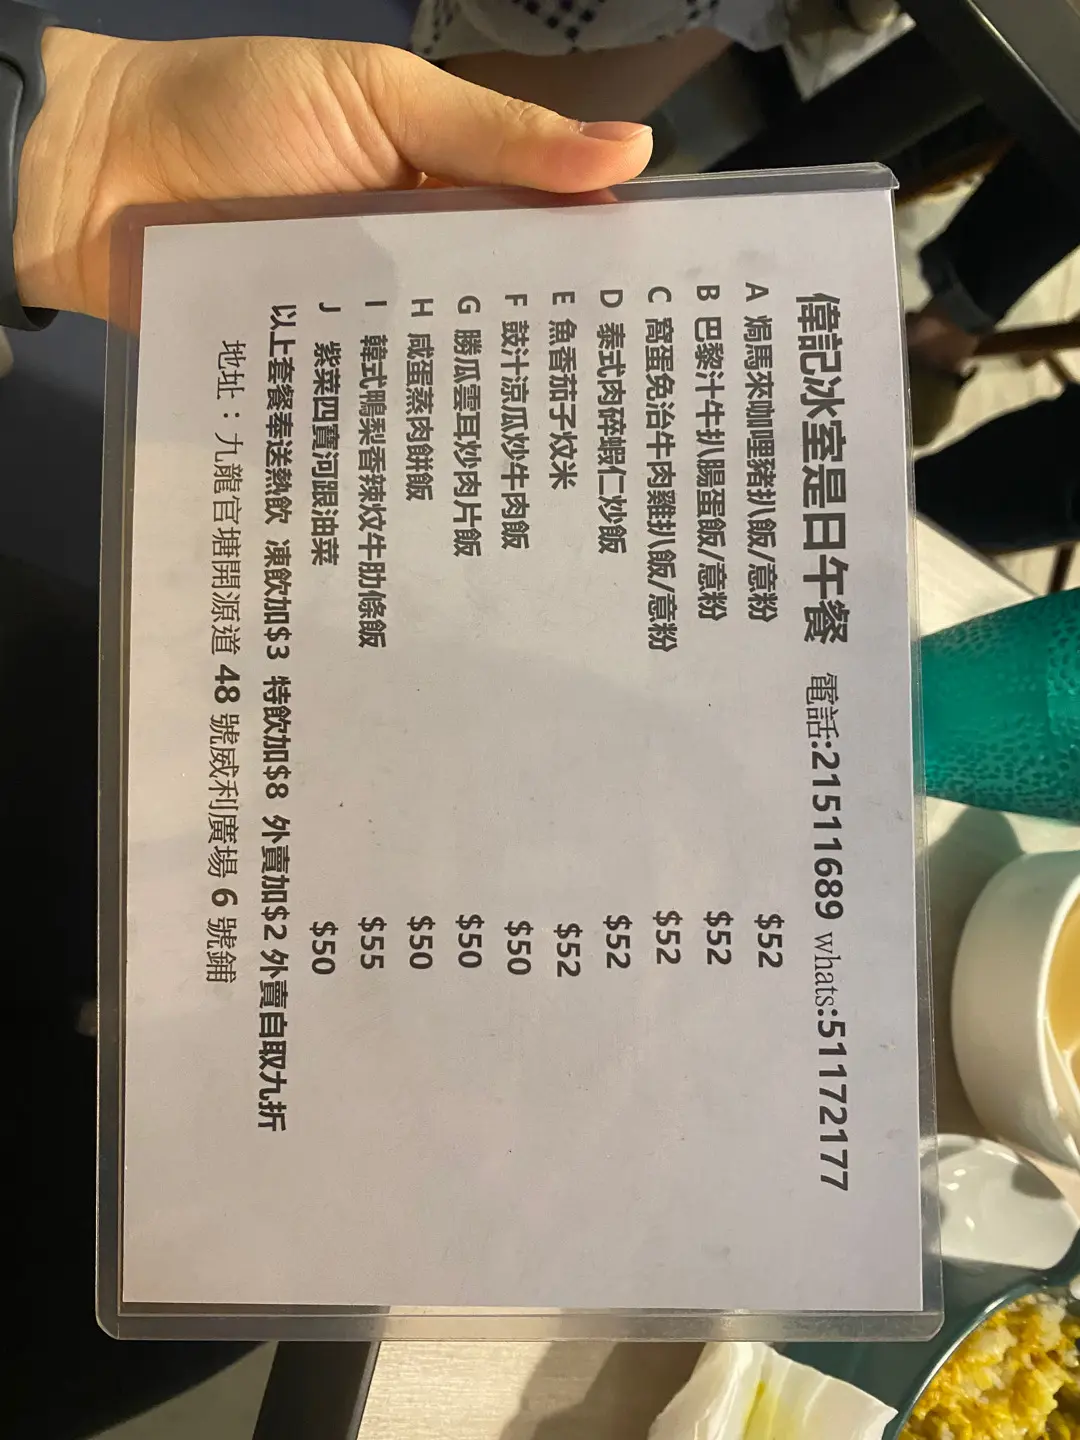 偉記冰室是日午餐 電話:21511689 whats:51172177
A 焗馬來咖哩豬扒飯/意粉 $52
B 巴黎汁牛扒腸蛋飯/意粉 $52
C 窩蛋免治牛肉雞扒飯/意粉 $52
D 泰式肉碎蝦仁炒飯 $52
E 魚香茄子炆米 $52
F 鼓汁涼瓜炒牛肉飯 $50
G 勝瓜雲耳炒肉片飯 $50
H 咸蛋蒸肉餅飯 $50
I 韓式鴨梨香辣炆牛肋條飯 $55
J 紫菜四寶河跟油菜 $50
以上套餐奉送熱飲 凍飲加$3 特飲加$8 外賣加$2 外賣自取九折
地址：九龍官塘開源道 48 號威利廣場 6 號鋪